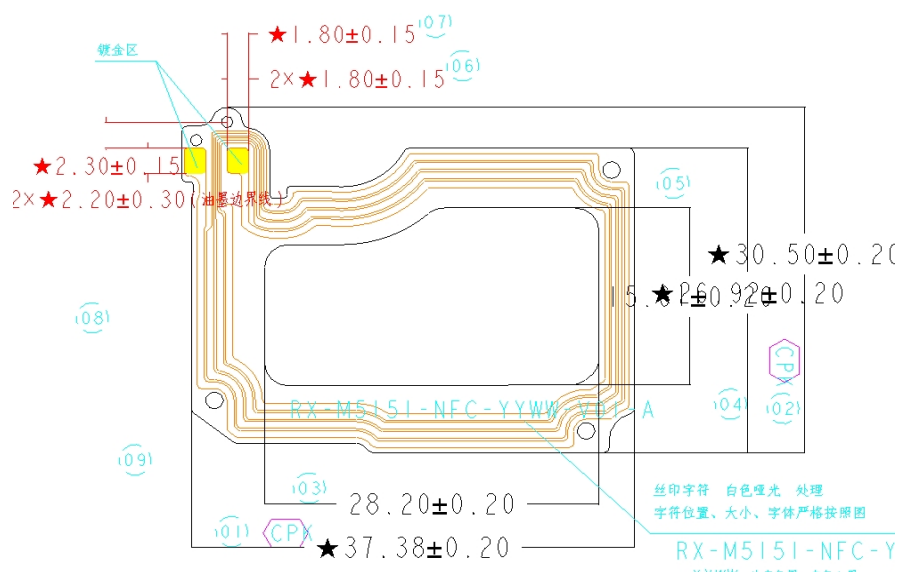 ★1.80±0.15 (07)
镀金区
2×★1.80±0.15 (06)
★2.30±0.15
2×★2.20±0.30(油墨边界线)
(05)
★30.50±0.20
★26.92±0.20
(08)
CPK
RX-M5151-NFC-YYWW-V01-A
(04)
(02)
(09)
(03)
28.20±0.20
丝印字符 白色哑光 处理
字符位置、大小、字体严格按照图
(01) CPK
★37.38±0.20
RX-M5151-NFC-Y